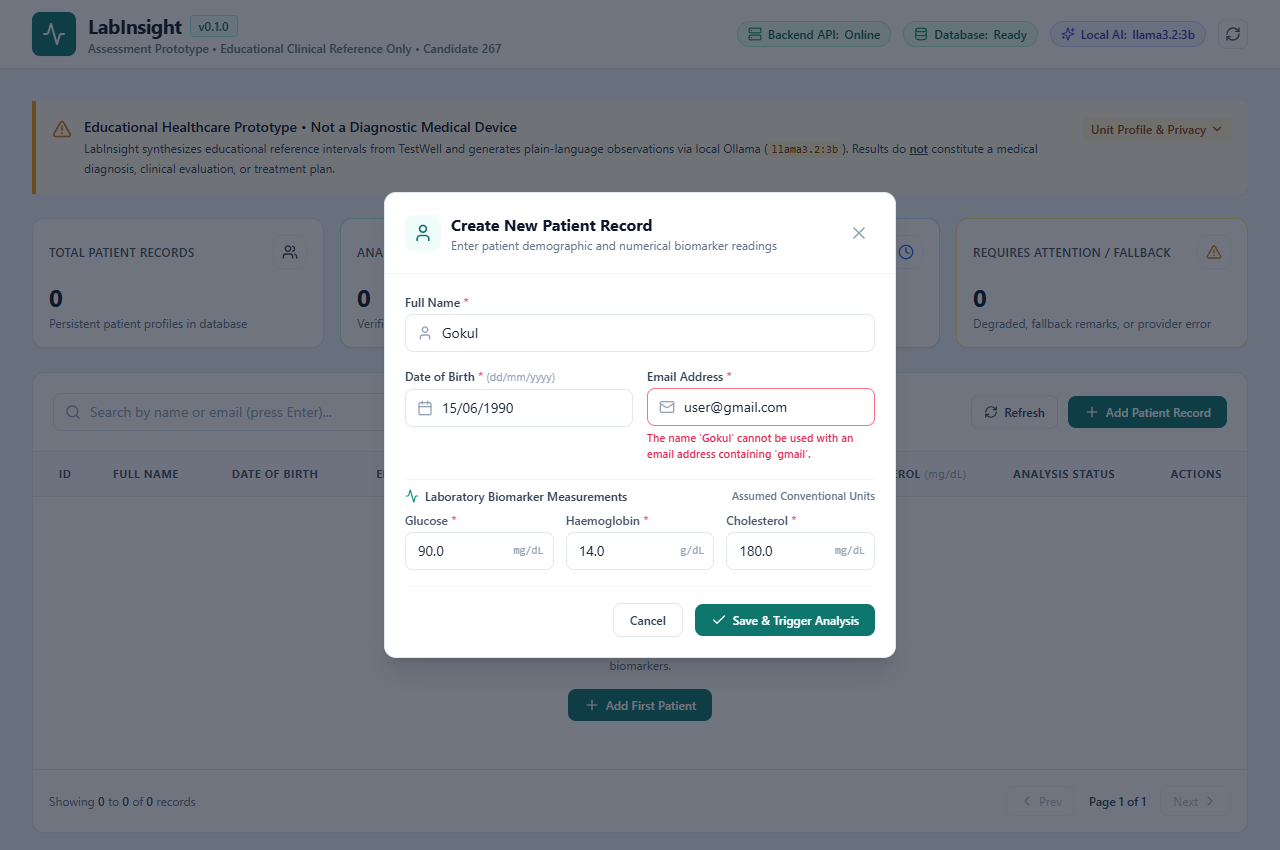 LabInsight v0.1.0
Assessment Prototype • Educational Clinical Reference Only • Candidate 267
Backend API: Online
Database: Ready
Local AI: llama3.2:3b
Educational Healthcare Prototype • Not a Diagnostic Medical Device
LabInsight synthesizes educational reference intervals from TestWell and generates plain-language observations via local Ollama ( llama3.2:3b ). Results do not constitute a medical
diagnosis, clinical evaluation, or treatment plan.
Unit Profile & Privacy
TOTAL PATIENT RECORDS
0
Persistent patient profiles in database
ANA
0
Verifi
REQUIRES ATTENTION / FALLBACK
0
Degraded, fallback remarks, or provider error
Create New Patient Record
Enter patient demographic and numerical biomarker readings
Full Name *
Gokul
Date of Birth * (dd/mm/yyyy)
15/06/1990
Email Address *
user@gmail.com
The name 'Gokul' cannot be used with an
email address containing 'gmail'.
Laboratory Biomarker Measurements
Assumed Conventional Units
Glucose *
90.0 mg/dL
Haemoglobin *
14.0 g/dL
Cholesterol *
180.0 mg/dL
Cancel
Save & Trigger Analysis
Search by name or email (press Enter)...
Refresh
Add Patient Record
ID FULL NAME DATE OF BIRTH ROL (mg/dL) ANALYSIS STATUS ACTIONS
biomarkers.
Add First Patient
Showing 0 to 0 of 0 records
Prev Page 1 of 1 Next